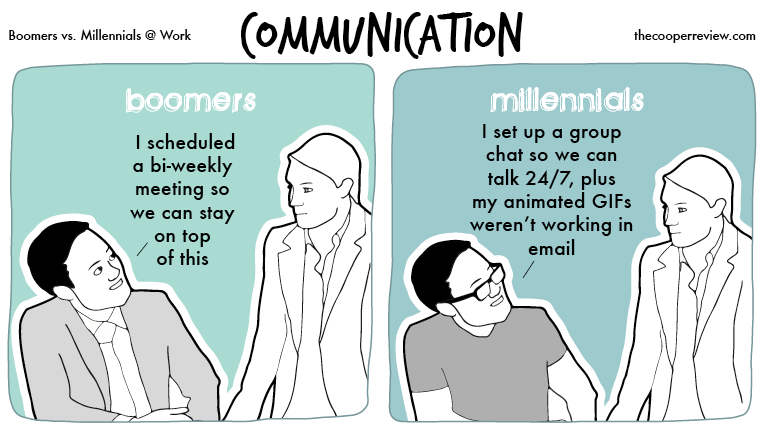 Boomers vs. Millennials @ Work
COMMUNICATION
thecooperreview.com
boomers
I scheduled
a bi-weekly
meeting so
we can stay
on top
of this
millennials
I set up a group
chat so we can
talk 24/7, plus
my animated GIFs
weren't working in
email